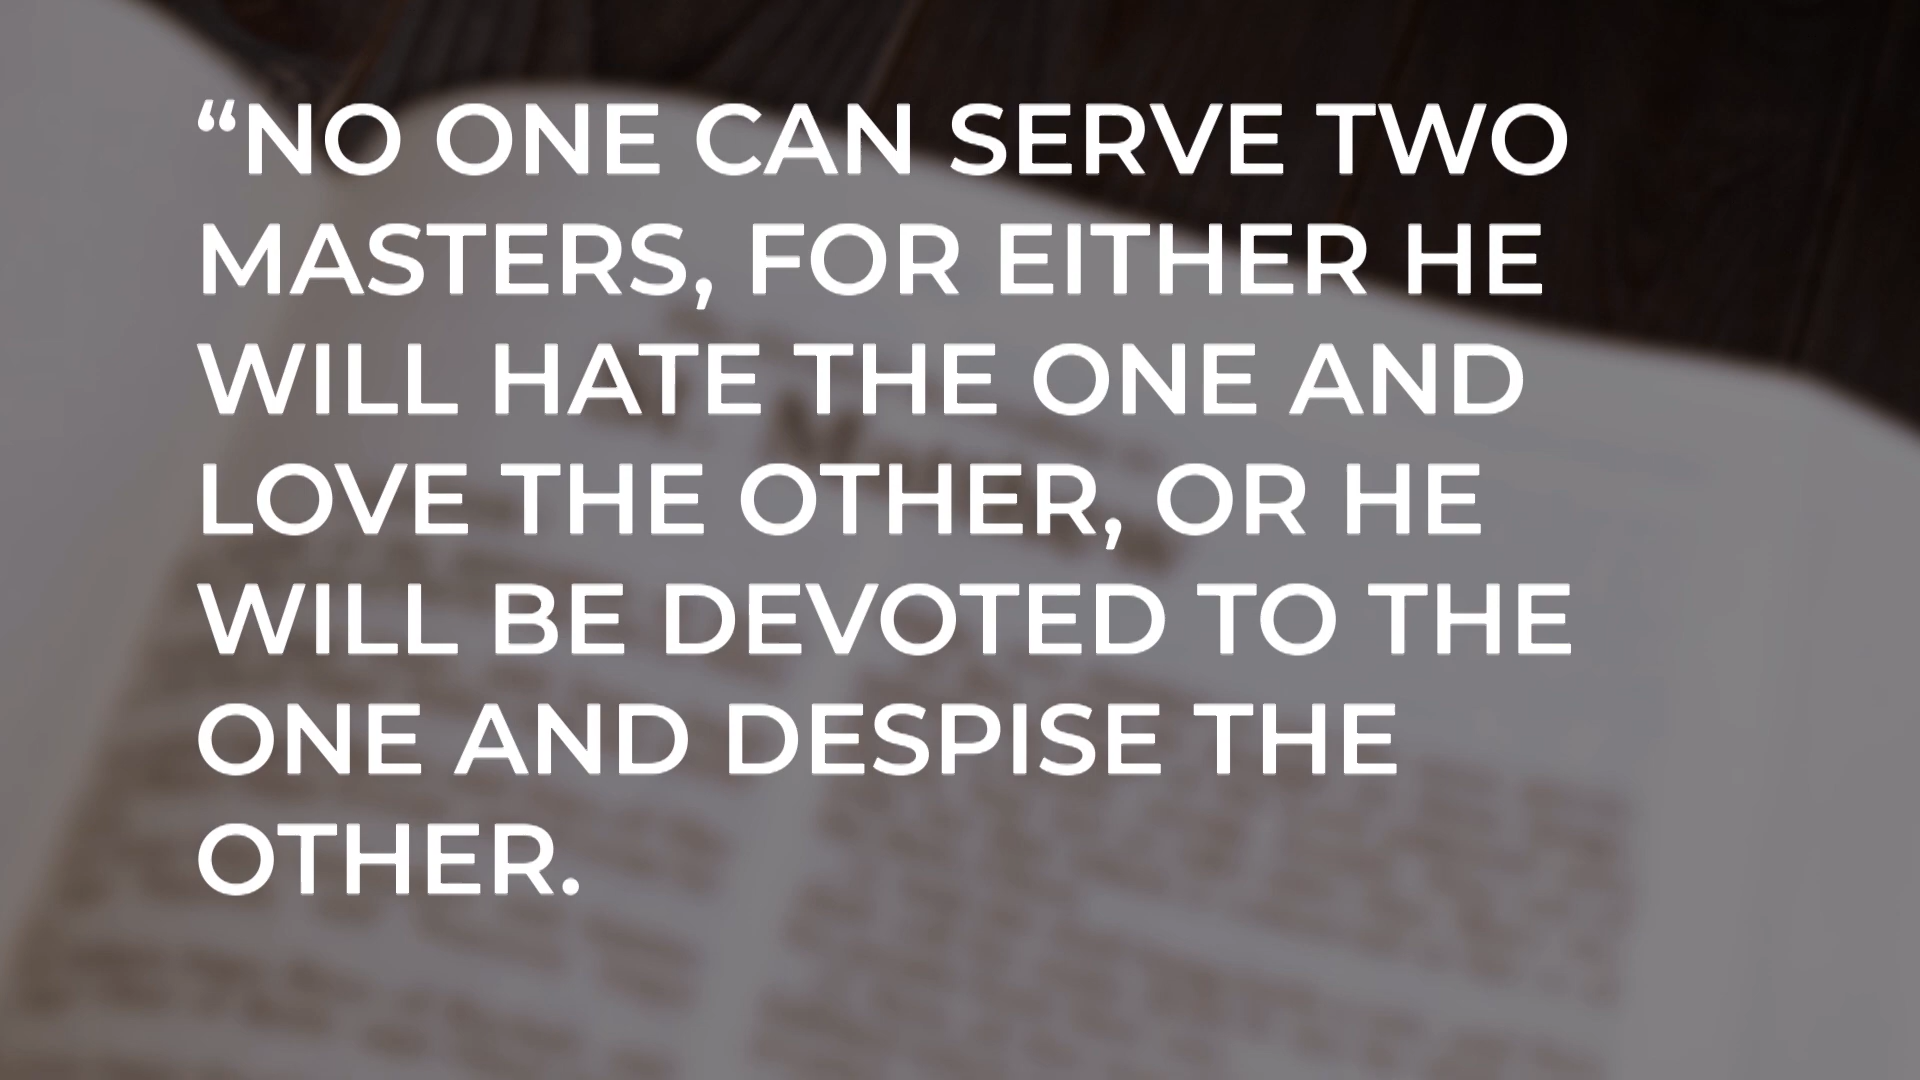 “NO ONE CAN SERVE TWO
MASTERS, FOR EITHER HE
WILL HATE THE ONE AND
LOVE THE OTHER, OR HE
WILL BE DEVOTED TO THE
ONE AND DESPISE THE
OTHER.